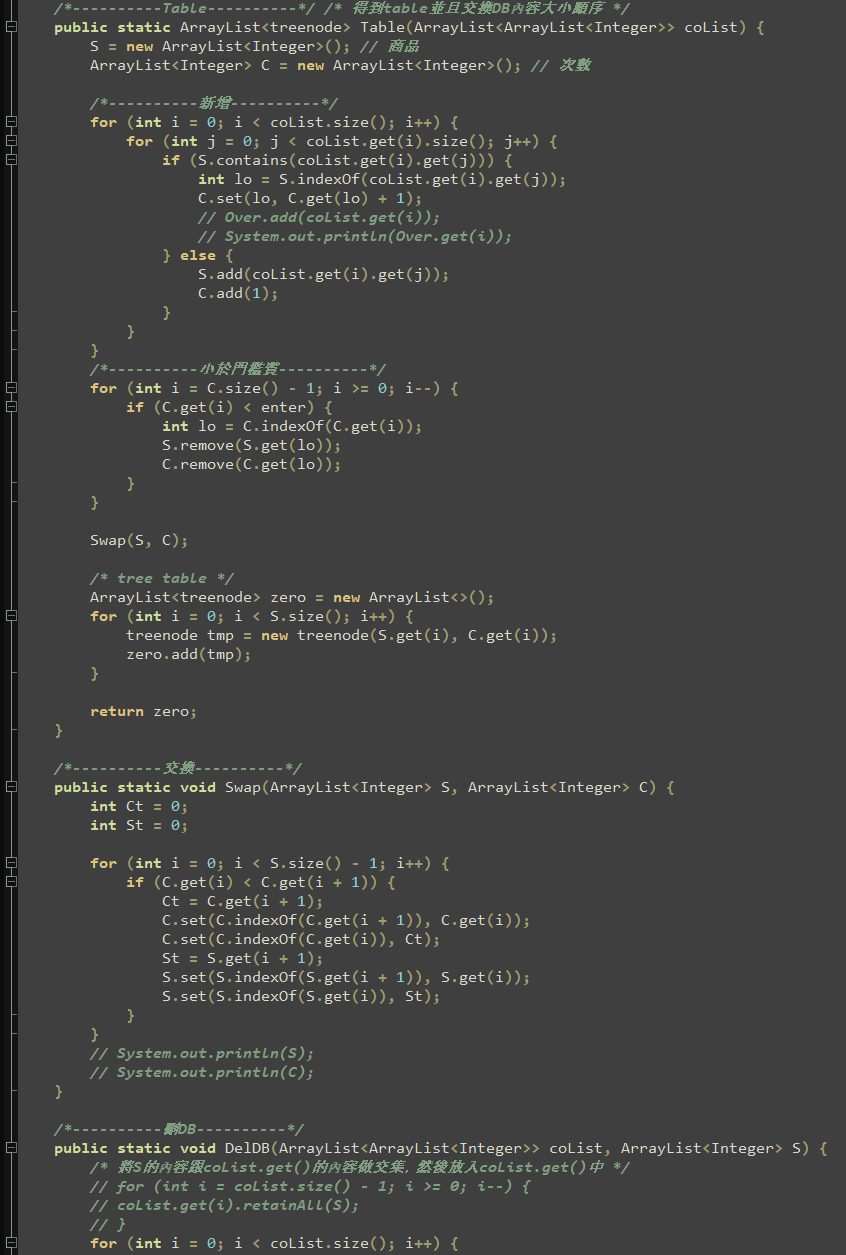 /*----------Table----------*/ /* 得到table並且交換DB內容大小順序 */
public static ArrayList<treenode> Table(ArrayList<ArrayList<Integer>> coList) {
S = new ArrayList<Integer>(); // 商品
ArrayList<Integer> C = new ArrayList<Integer>(); // 次數
/*----------新增----------*/
for (int i = 0; i < coList.size(); i++) {
for (int j = 0; j < coList.get(i).size(); j++) {
if (S.contains(coList.get(i).get(j))) {
int lo = S.indexOf(coList.get(i).get(j));
C.set(lo, C.get(lo) + 1);
// Over.add(coList.get(i));
// System.out.println(Over.get(i));
} else {
S.add(coList.get(i).get(j));
C.add(1);
}
}
}
/*----------小於門檻質----------*/
for (int i = C.size() - 1; i >= 0; i--) {
if (C.get(i) < enter) {
int lo = C.indexOf(C.get(i));
S.remove(S.get(lo));
C.remove(C.get(lo));
}
}
Swap(S, C);
/* tree table */
ArrayList<treenode> zero = new ArrayList<>();
for (int i = 0; i < S.size(); i++) {
treenode tmp = new treenode(S.get(i), C.get(i));
zero.add(tmp);
}
return zero;
}
/*----------交換----------*/
public static void Swap(ArrayList<Integer> S, ArrayList<Integer> C) {
int Ct = 0;
int St = 0;
for (int i = 0; i < S.size() - 1; i++) {
if (C.get(i) < C.get(i + 1)) {
Ct = C.get(i + 1);
C.set(C.indexOf(C.get(i + 1)), C.get(i));
C.set(C.indexOf(C.get(i)), Ct);
St = S.get(i + 1);
S.set(S.indexOf(S.get(i + 1)), S.get(i));
S.set(S.indexOf(S.get(i)), St);
}
}
// System.out.println(S);
// System.out.println(C);
}
/*----------刪DB----------*/
public static void DelDB(ArrayList<ArrayList<Integer>> coList, ArrayList<Integer> S) {
/* 將S的內容跟coList.get()的內容做交集, 然後放入coList.get()中 */
// for (int i = coList.size() - 1; i >= 0; i--) {
// coList.get(i).retainAll(S);
// }
for (int i = 0; i < coList.size(); i++) {